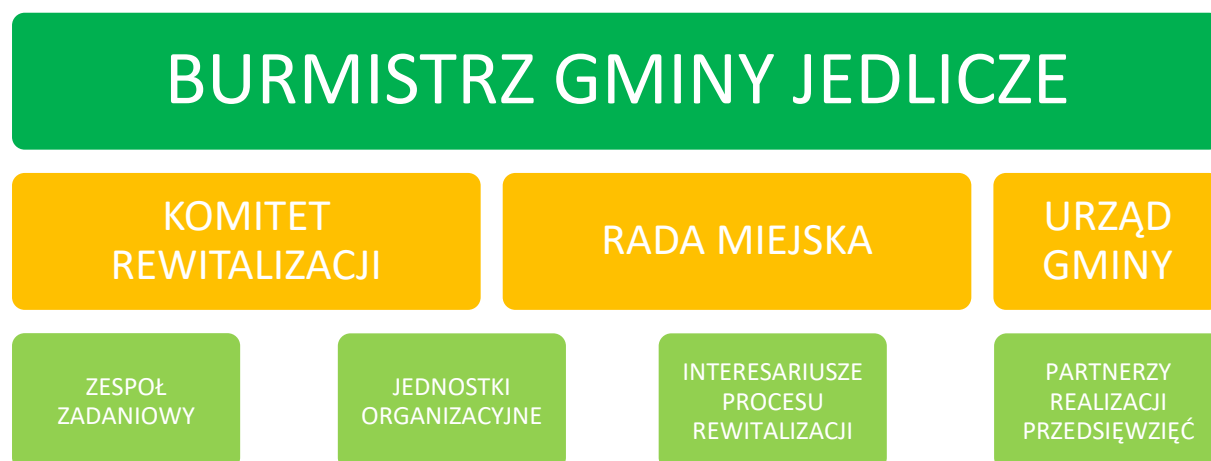 BURMISTRZ GMINY JEDLICZE
KOMITET
REWITALIZACJI
RADA MIEJSKA
URZĄD
GMINY
ZESPOŁ
ZADANIOWY
JEDNOSTKI
ORGANIZACYJNE
INTERESARIUSZE
PROCESU
REWITALIZACJI
PARTNERZY
REALIZACJI
PRZEDSIĘWZIĘĆ